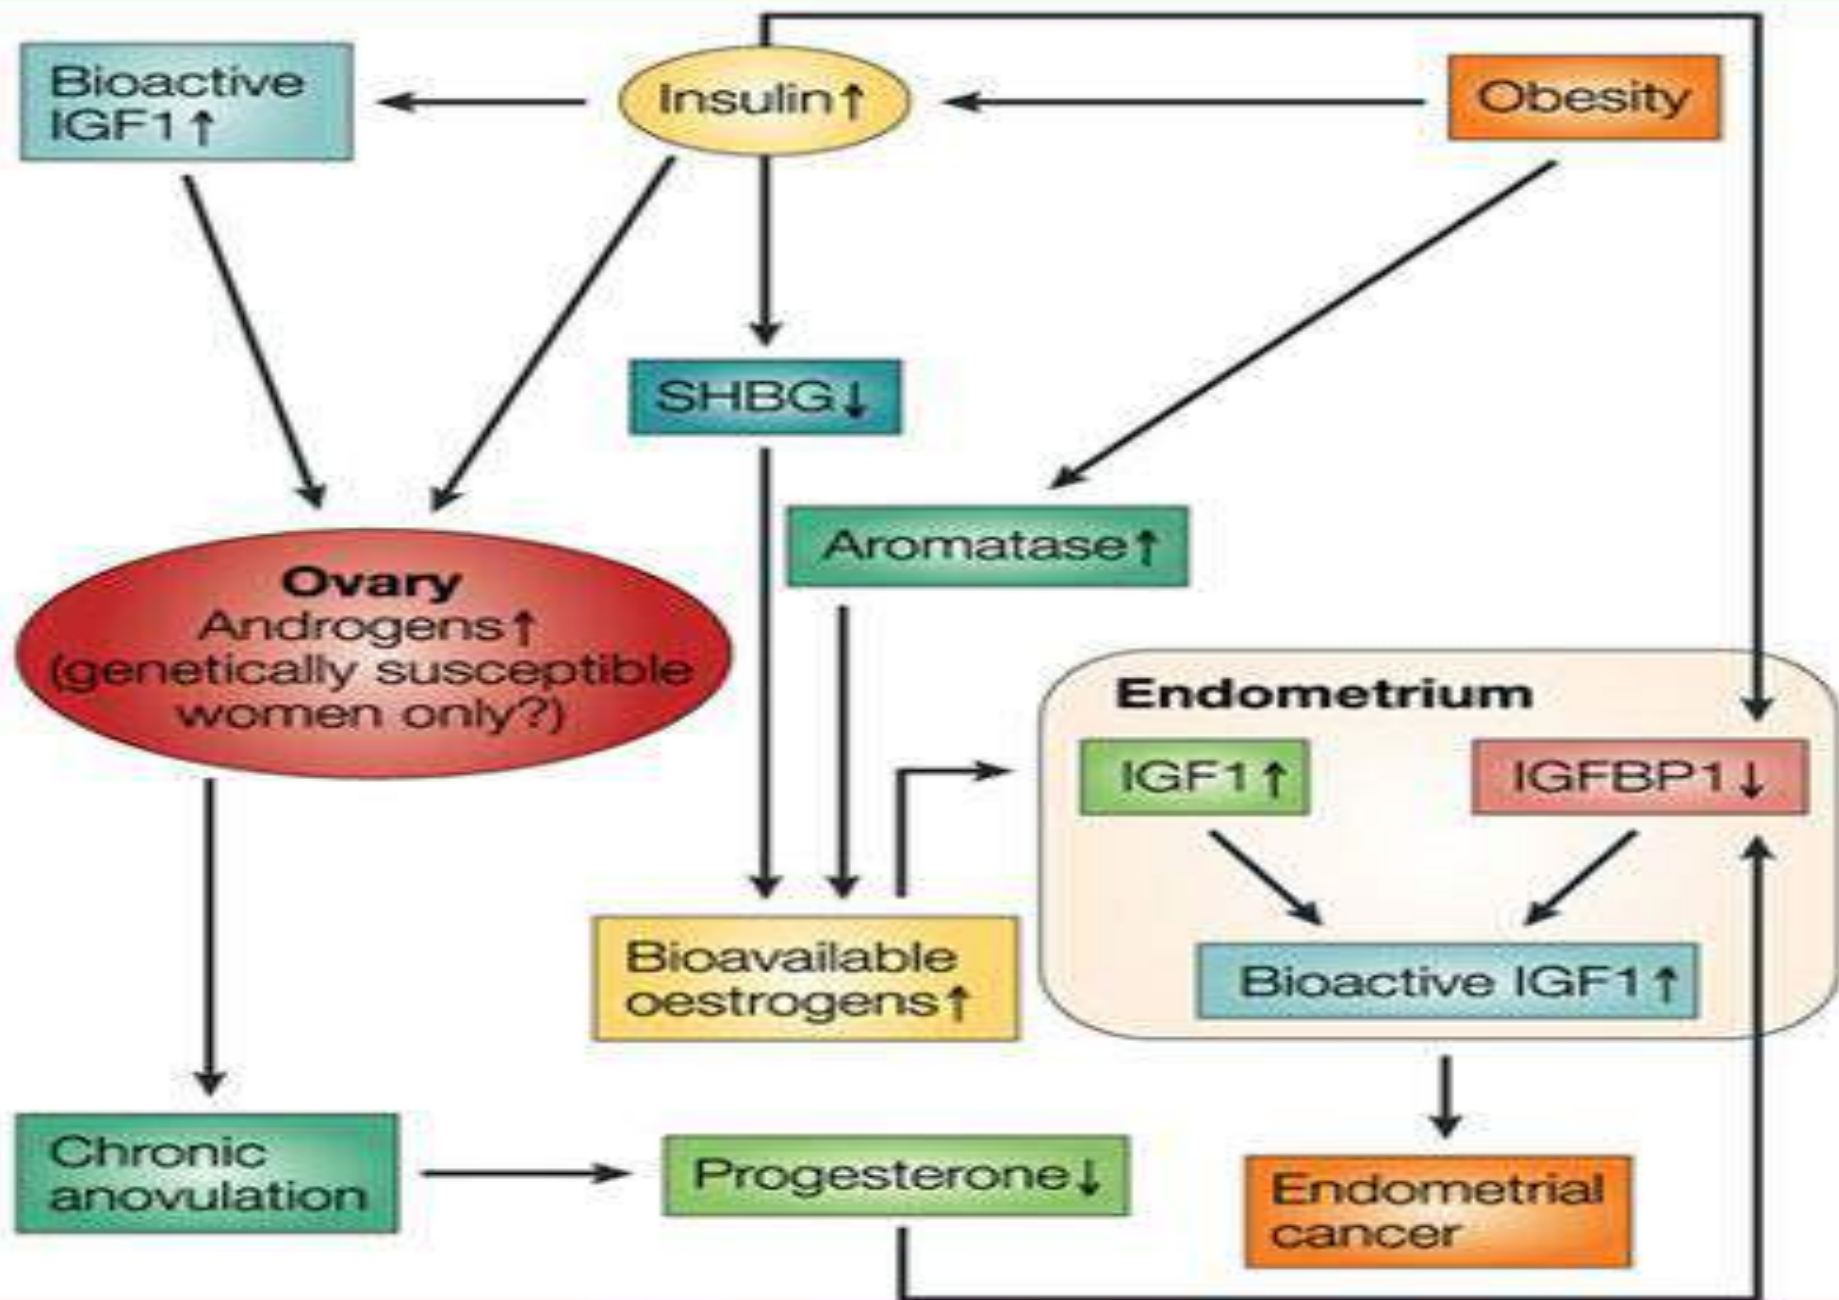 Bioactive
IGF1↑
Insulin↑
Obesity
SHBG↓
Aromatase↑
Ovary
Androgens↑
(genetically susceptible
women only?)
Endometrium
IGF1↑
IGFBP1↓
Bioavailable
oestrogens↑
Bioactive IGF1↑
Chronic
anovulation
Progesterone↓
Endometrial
cancer